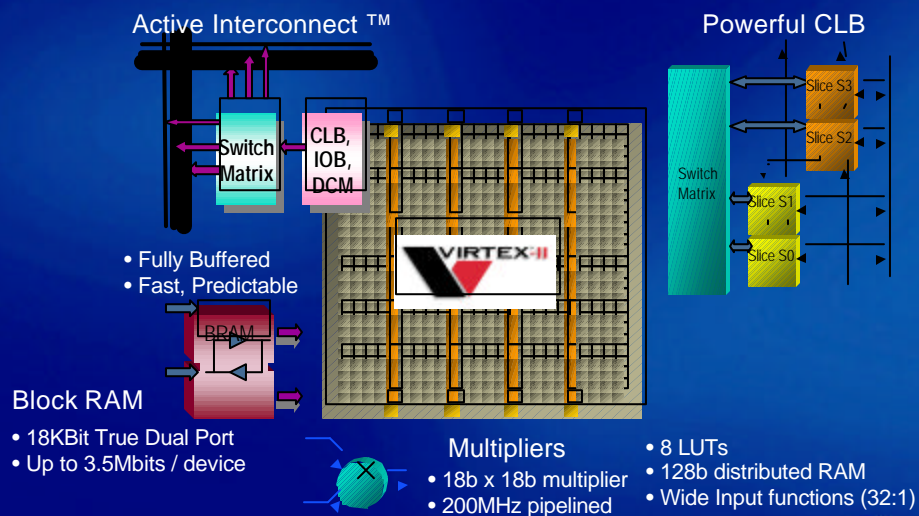 Active Interconnect ™
Powerful CLB
Switch
Matrix
CLB,
IOB,
DCM
Slice S3
Slice S2
Switch
Matrix
Slice S1
Slice S0
VIRTEX-II
• Fully Buffered
• Fast, Predictable
BRAM
Block RAM
• 18KBit True Dual Port
• Up to 3.5Mbits / device
Multipliers
• 18b x 18b multiplier
• 200MHz pipelined
• 8 LUTs
• 128b distributed RAM
• Wide Input functions (32:1)